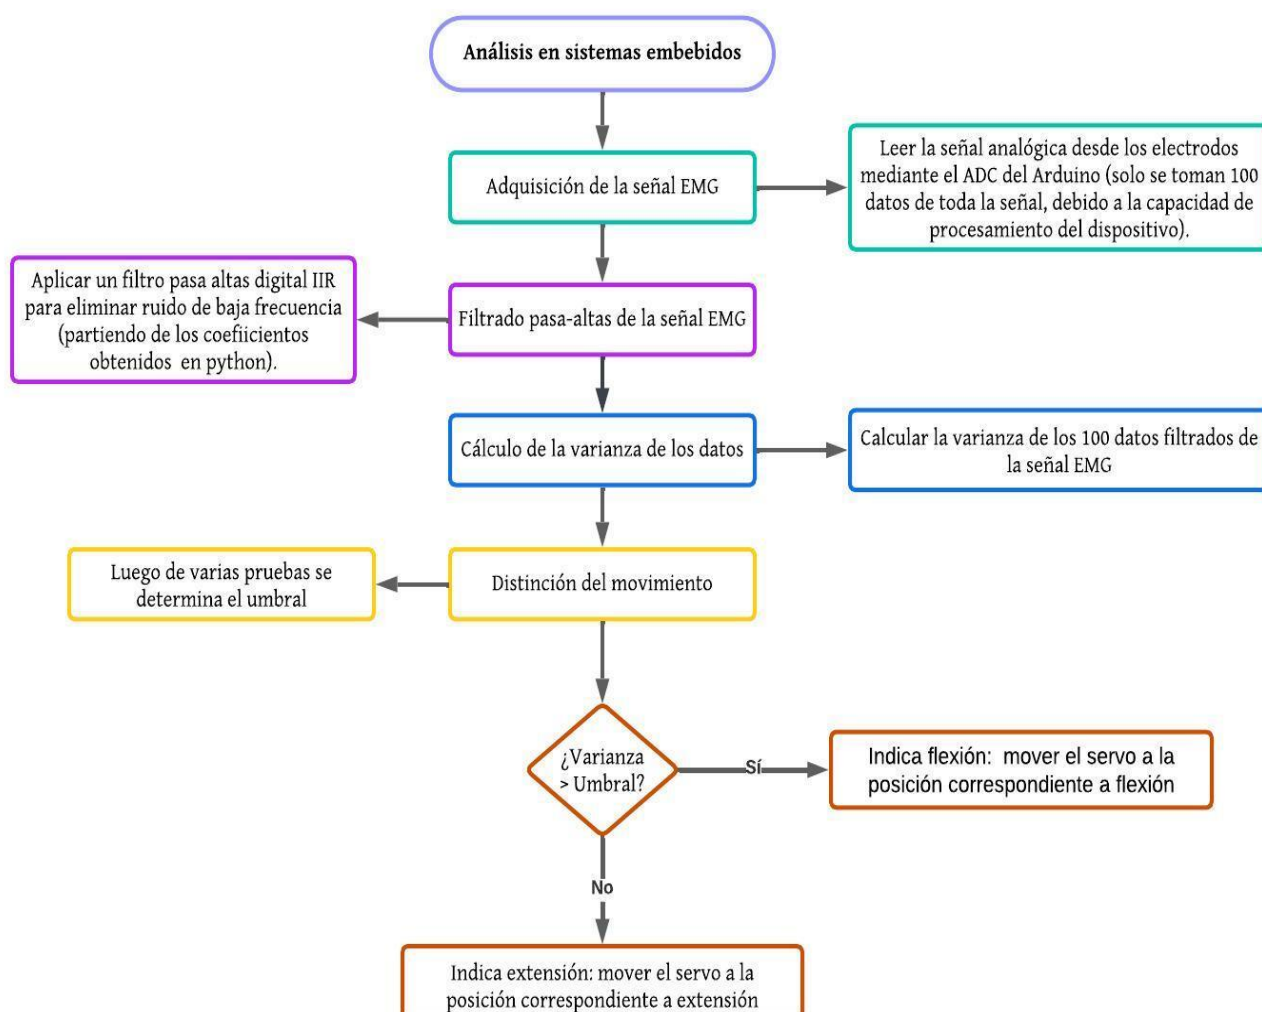 Análisis en sistemas embebidos
Adquisición de la señal EMG
Leer la señal analógica desde los electrodos
mediante el ADC del Arduino (solo se toman 100
datos de toda la señal, debido a la capacidad de
procesamiento del dispositivo).
Aplicar un filtro pasa altas digital IIR
para eliminar ruido de baja frecuencia
(partiendo de los coefiicientos
obtenidos en python).
Filtrado pasa-altas de la señal EMG
Cálculo de la varianza de los datos
Calcular la varianza de los 100 datos filtrados de
la señal EMG
Luego de varias pruebas se
determina el umbral
Distinción del movimiento
¿Varianza
> Umbral?
Sí
Indica flexión: mover el servo a la
posición correspondiente a flexión
No
Indica extensión: mover el servo a la
posición correspondiente a extensión